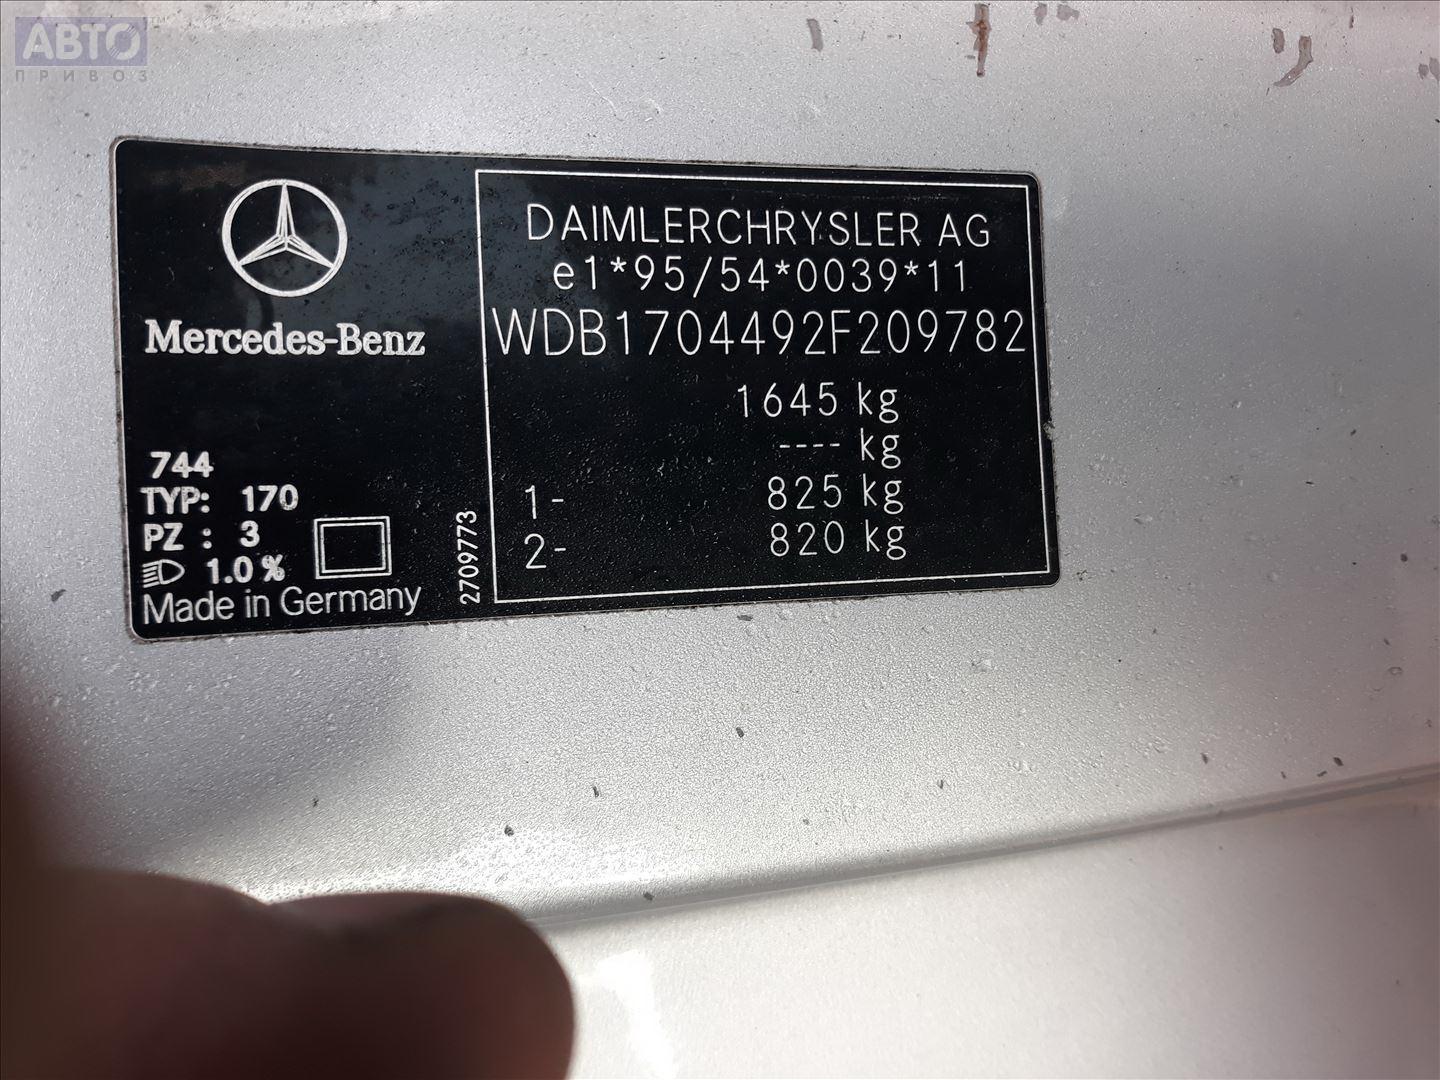 АВТО
ПРИВОЗ
Mercedes-Benz
744
TYP: 170
PZ : 3
1.0 %
Made in Germany
2709773
DAIMLERCHRYSLER AG
e1*95/54*0039*11
WDB1704492F209782
1645 kg
---- kg
1- 825 kg
2- 820 kg